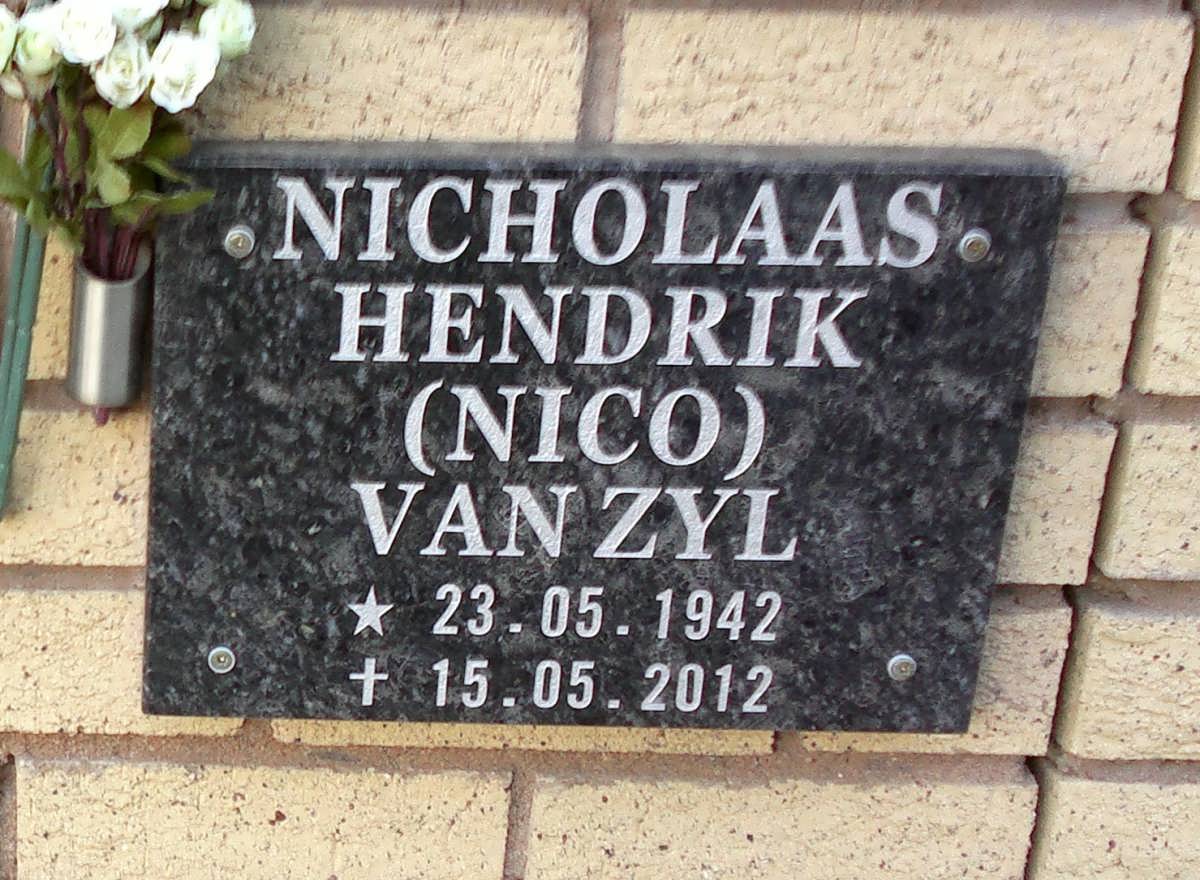 NICHOLAAS
HENDRIK
(NICO)
VAN ZYL
★ 23.05.1942
✝ 15.05.2012